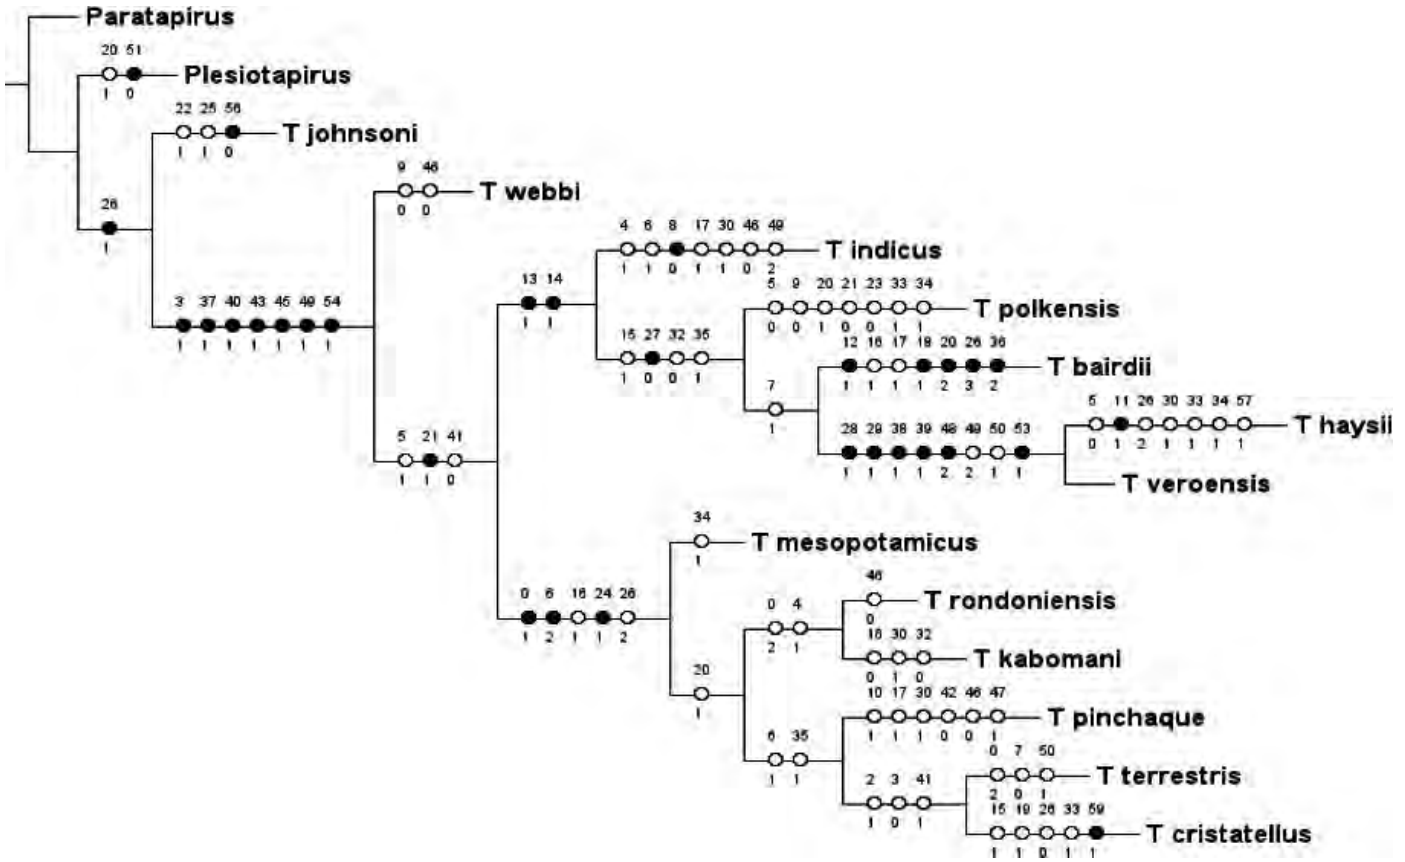 Paratapirus
20 51
Plesiotapirus
1 0
22 25 56
T johnsoni
1 1 0
9 46
T webbi
0 0
26
1
4 6 8 17 30 46 49
T indicus
1 1 0 1 1 0 2
13 14
1 1
5 9 20 21 23 33 34
T polkensis
0 0 1 0 0 1 1
3 37 40 43 45 49 54
1 1 1 1 1 1 1
15 27 32 35
1 0 0 1
12 16 17 18 20 26 36
T bairdii
1 1 1 1 2 3 2
7
1
5 11 26 30 33 34 57
T haysii
0 1 2 1 1 1 1
28 29 38 39 48 49 50 53
1 1 1 1 2 2 1 1
5 21 41
1 1 0
T veroensis
34
T mesopotamicus
1
0 6 16 24 26
1 2 1 1 2
46
T rondoniensis
0
0 4
2 1
16 30 32
T kabomani
0 1 0
20
1
10 17 30 42 46 47
T pinchaque
1 1 1 0 0 1
6 35
1 1
0 7 50
T terrestris
2 0 1
2 3 41
1 0 1
15 19 26 33 59
T cristatellus
1 1 0 1 1